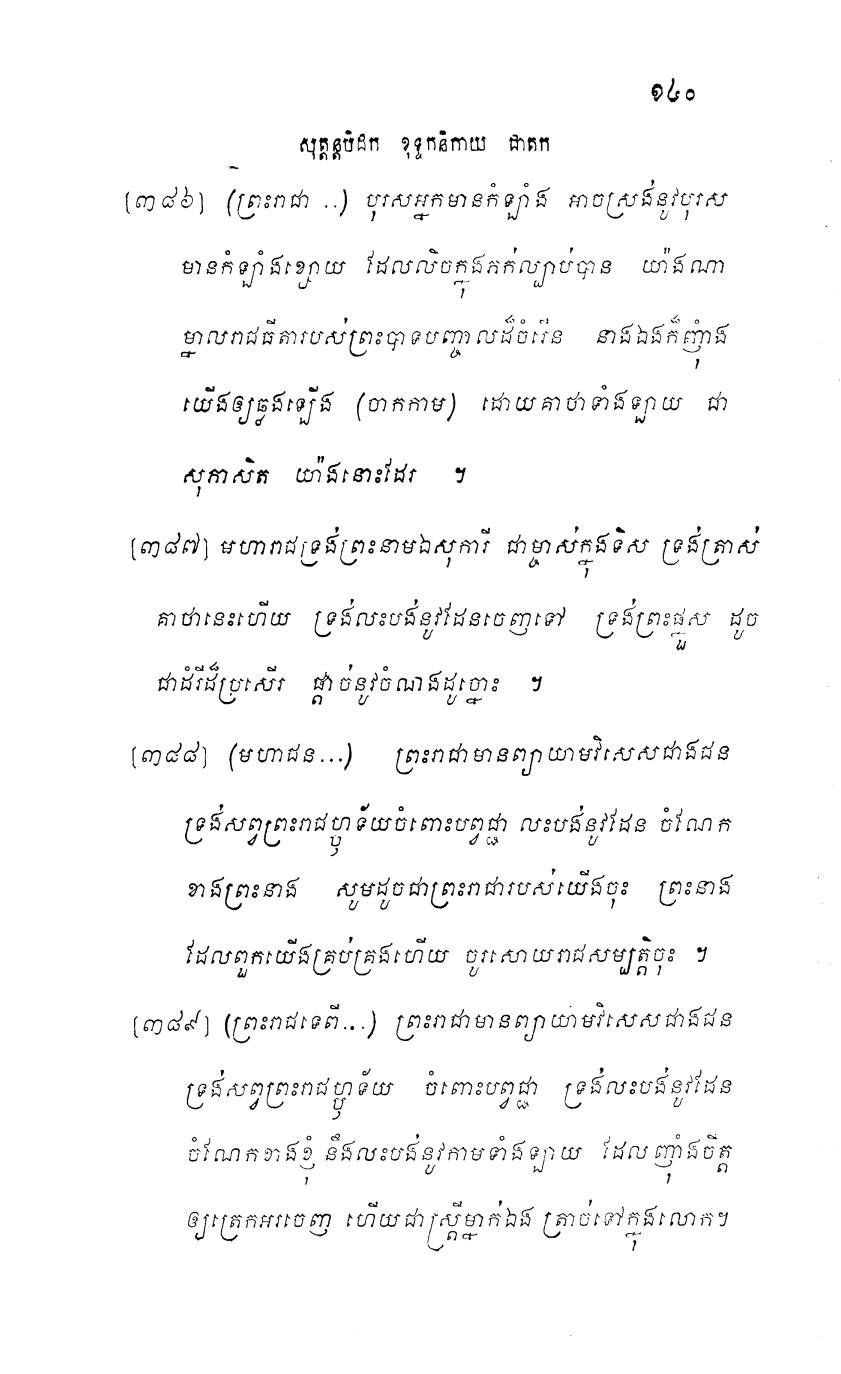 ១៤០
សុត្តន្តបិដក ខុទ្ទកនិកាយ ជាតក
[៣៨៦] (ព្រះរាជា ..) បុរសអ្នកមានកំឡាំង អាចស្រង់នូវបុរស
មានកំឡាំងខ្សោយ ដែលលិចក្នុងភក់ល្បាប់បាន យ៉ាងណា
ម្នាលរាជធីតារបស់ព្រះបាទបញ្ចាលដ៏ចំរើន នាងឯងក៏ញុំាង
យើងឲ្យឆ្លងឡើង (ចាកកាម) ដោយគាថាទាំងឡាយ ជា
សុភាសិត យ៉ាងនោះដែរ ។
[៣៨៧] មហារាជទ្រង់ព្រះនាមឯសុការី ជាម្ចាស់ក្នុងទិស ទ្រង់ត្រាស់
គាថានេះហើយ ទ្រង់លះបង់នូវដែនចេញទៅ ទ្រង់ព្រះផ្នួស ដូច
ជាដំរីដ៏ប្រសើរ ផ្តាច់នូវចំណងដូច្នោះ ។
[៣៨៨] (មហាជន...) ព្រះរាជាមានព្យាយាមវិសេសជាងជន
ទ្រង់សព្វព្រះរាជហ្ឫទ័យចំពោះបព្វជ្ជា លះបង់នូវដែន ចំណែក
ខាងព្រះនាង សូមដូចជាព្រះរាជារបស់យើងចុះ ព្រះនាង
ដែលពួកយើងគ្រប់គ្រងហើយ ចូរសោយរាជសម្បត្តិចុះ ។
[៣៨៩] (ព្រះរាជទេពី...) ព្រះរាជាមានព្យាយាមវិសេសជាងជន
ទ្រង់សព្វព្រះរាជហ្ឫទ័យ ចំពោះបព្វជ្ជា ទ្រង់លះបង់នូវដែន
ចំណែកខាងខ្ញុំ នឹងលះបង់នូវកាមទាំងឡាយ ដែលញុំាងចិត្ត
ឲ្យត្រេកអរចេញ ហើយជាស្ត្រីម្នាក់ឯង ត្រាច់ទៅក្នុងលោក។